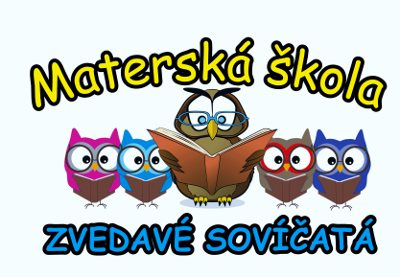 Materská škola
ZVEDAVÉ SOVÍČATÁ